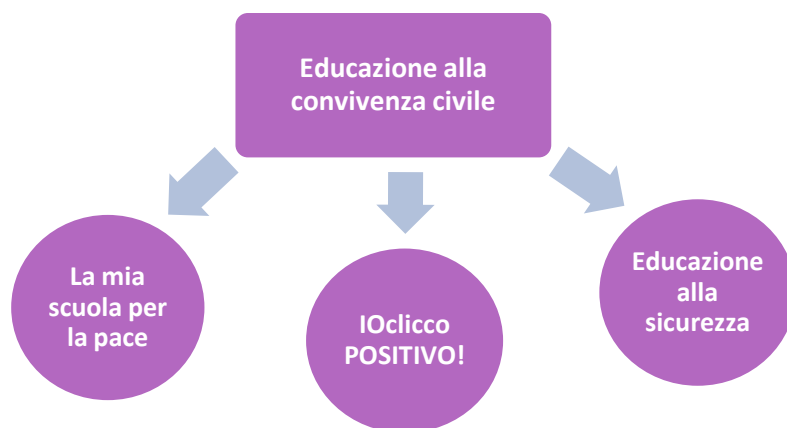 Educazione alla
convivenza civile
La mia
scuola per
la pace
IOclicco
POSITIVO!
Educazione
alla
sicurezza